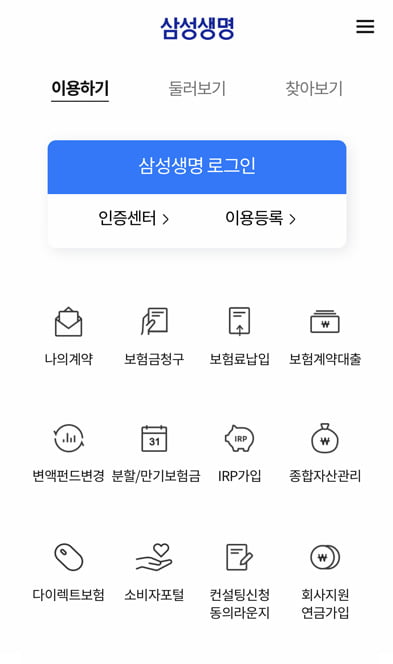 삼성생명
이용하기 둘러보기 찾아보기
삼성생명 로그인
인증센터 > 이용등록 >
나의계약 보험금청구 보험료납입 보험계약대출
31 IRP
변액펀드변경 분할/만기보험금 IRP가입 종합자산관리
다이렉트보험 소비자포털 컨설팅신청 회사지원
동의라운지 연금가입